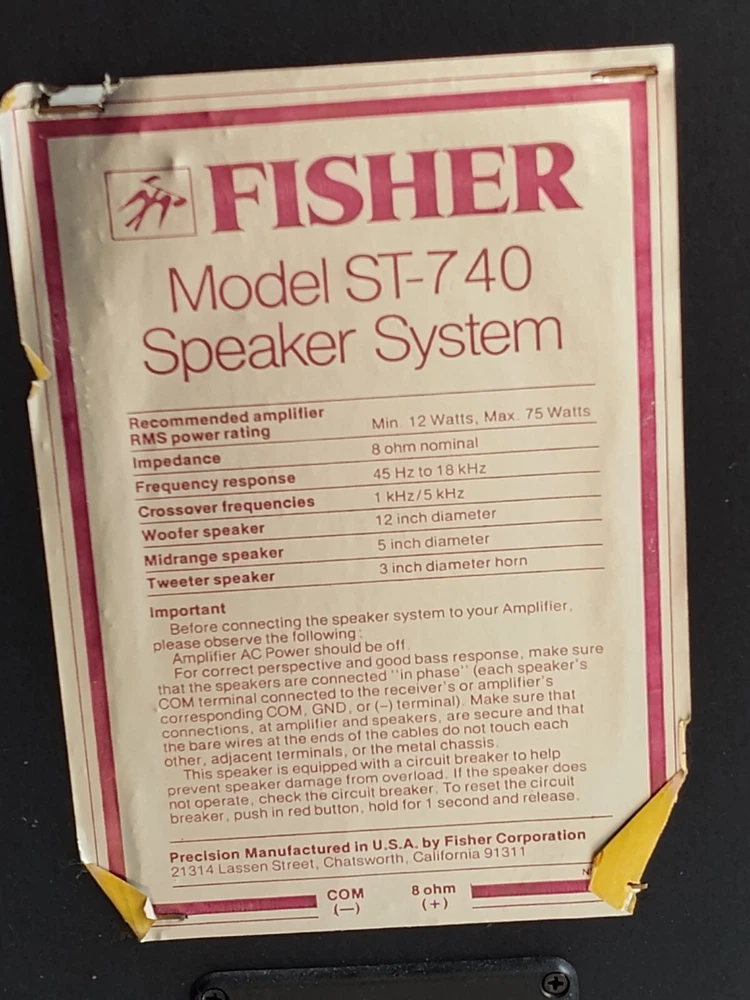 FISHER
Model ST-740
Speaker System
Recommended amplifier
RMS power rating Min. 12 Watts, Max. 75 Watts
Impedance 8 ohm nominal
Frequency response 45 Hz to 18 kHz
Crossover frequencies 1 kHz/5 kHz
Woofer speaker 12 inch diameter
Midrange speaker 5 inch diameter
Tweeter speaker 3 inch diameter horn
Important
Before connecting the speaker system to your Amplifier,
please observe the following:
Amplifier AC Power should be off.
For correct perspective and good bass response, make sure
that the speakers are connected "in phase" (each speaker's
COM terminal connected to the receiver's or amplifier's
corresponding COM, GND, or (−) terminal). Make sure that
connections, at amplifier and speakers, are secure and that
the bare wires at the ends of the cables do not touch each
other, adjacent terminals, or the metal chassis.
This speaker is equipped with a circuit breaker to help
prevent speaker damage from overload. If the speaker does
not operate, check the circuit breaker. To reset the circuit
breaker, push in red button, hold for 1 second and release.
Precision Manufactured in U.S.A. by Fisher Corporation
21314 Lassen Street, Chatsworth, California 91311
COM 8 ohm
(—) (+)